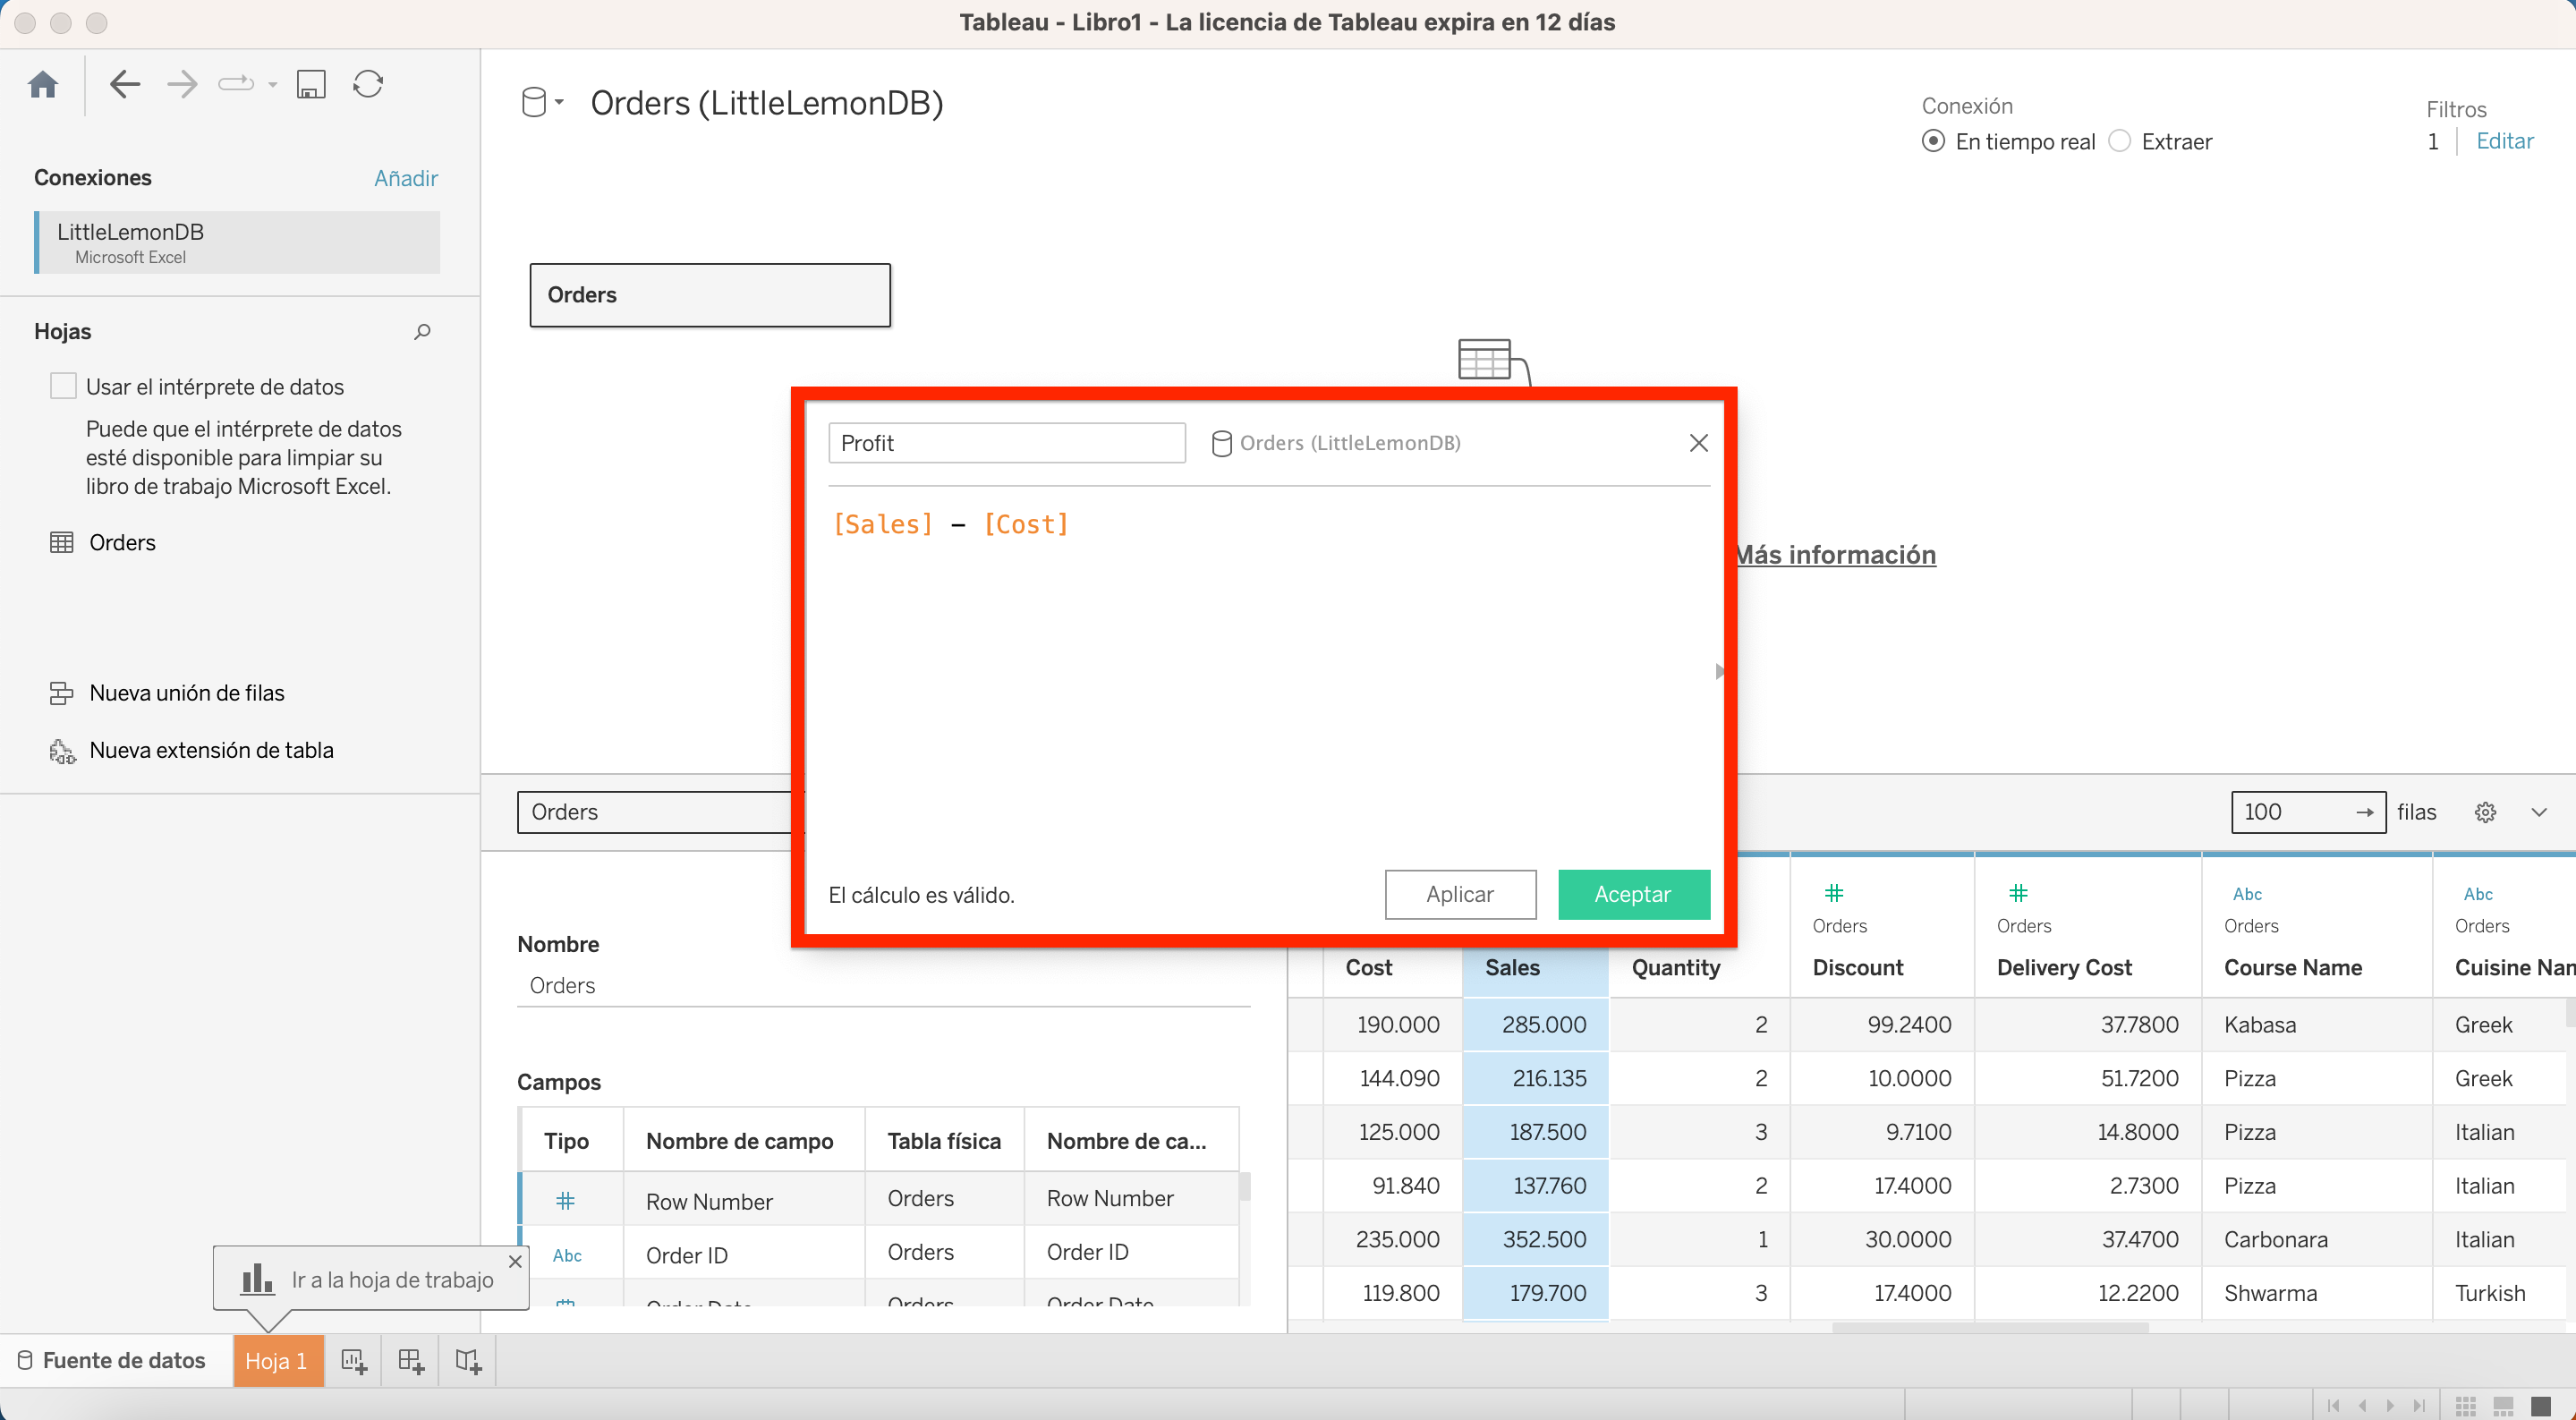 Tableau - Libro1 - La licencia de Tableau expira en 12 días
Orders (LittleLemonDB)
Conexión
En tiempo real
Extraer
Filtros
1
Editar
Conexiones
Añadir
LittleLemonDB
Microsoft Excel
Hojas
Usar el intérprete de datos
Puede que el intérprete de datos
esté disponible para limpiar su
libro de trabajo Microsoft Excel.
Orders
Nueva unión de filas
Nueva extensión de tabla
Orders
Profit
Orders (LittleLemonDB)
[Sales] - [Cost]
El cálculo es válido.
Aplicar
Aceptar
Más información
Orders
100
filas
Nombre
Orders
Campos
Tipo Nombre de campo Tabla física Nombre de ca...
Row Number Orders Row Number
Abc Order ID Orders Order ID
Order Date Orders Order Date
Abc Abc
Orders Orders Orders Orders
Cost Sales Quantity Discount Delivery Cost Course Name Cuisine Nan
190.000 285.000 2 99.2400 37.7800 Kabasa Greek
144.090 216.135 2 10.0000 51.7200 Pizza Greek
125.000 187.500 3 9.7100 14.8000 Pizza Italian
91.840 137.760 2 17.4000 2.7300 Pizza Italian
235.000 352.500 1 30.0000 37.4700 Carbonara Italian
119.800 179.700 3 17.4000 12.2200 Shwarma Turkish
Ir a la hoja de trabajo
Fuente de datos
Hoja 1